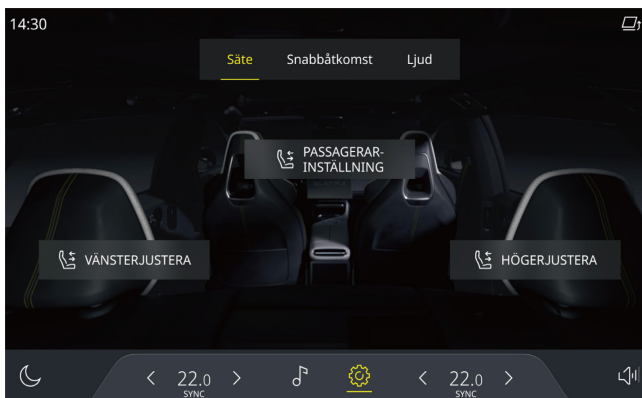 14:30
Säte Snabbåtkomst Ljud
PASSAGERAR-
INSTÄLLNING
VÄNSTERJUSTERA
HÖGERJUSTERA
22.0 22.0
SYNC SYNC